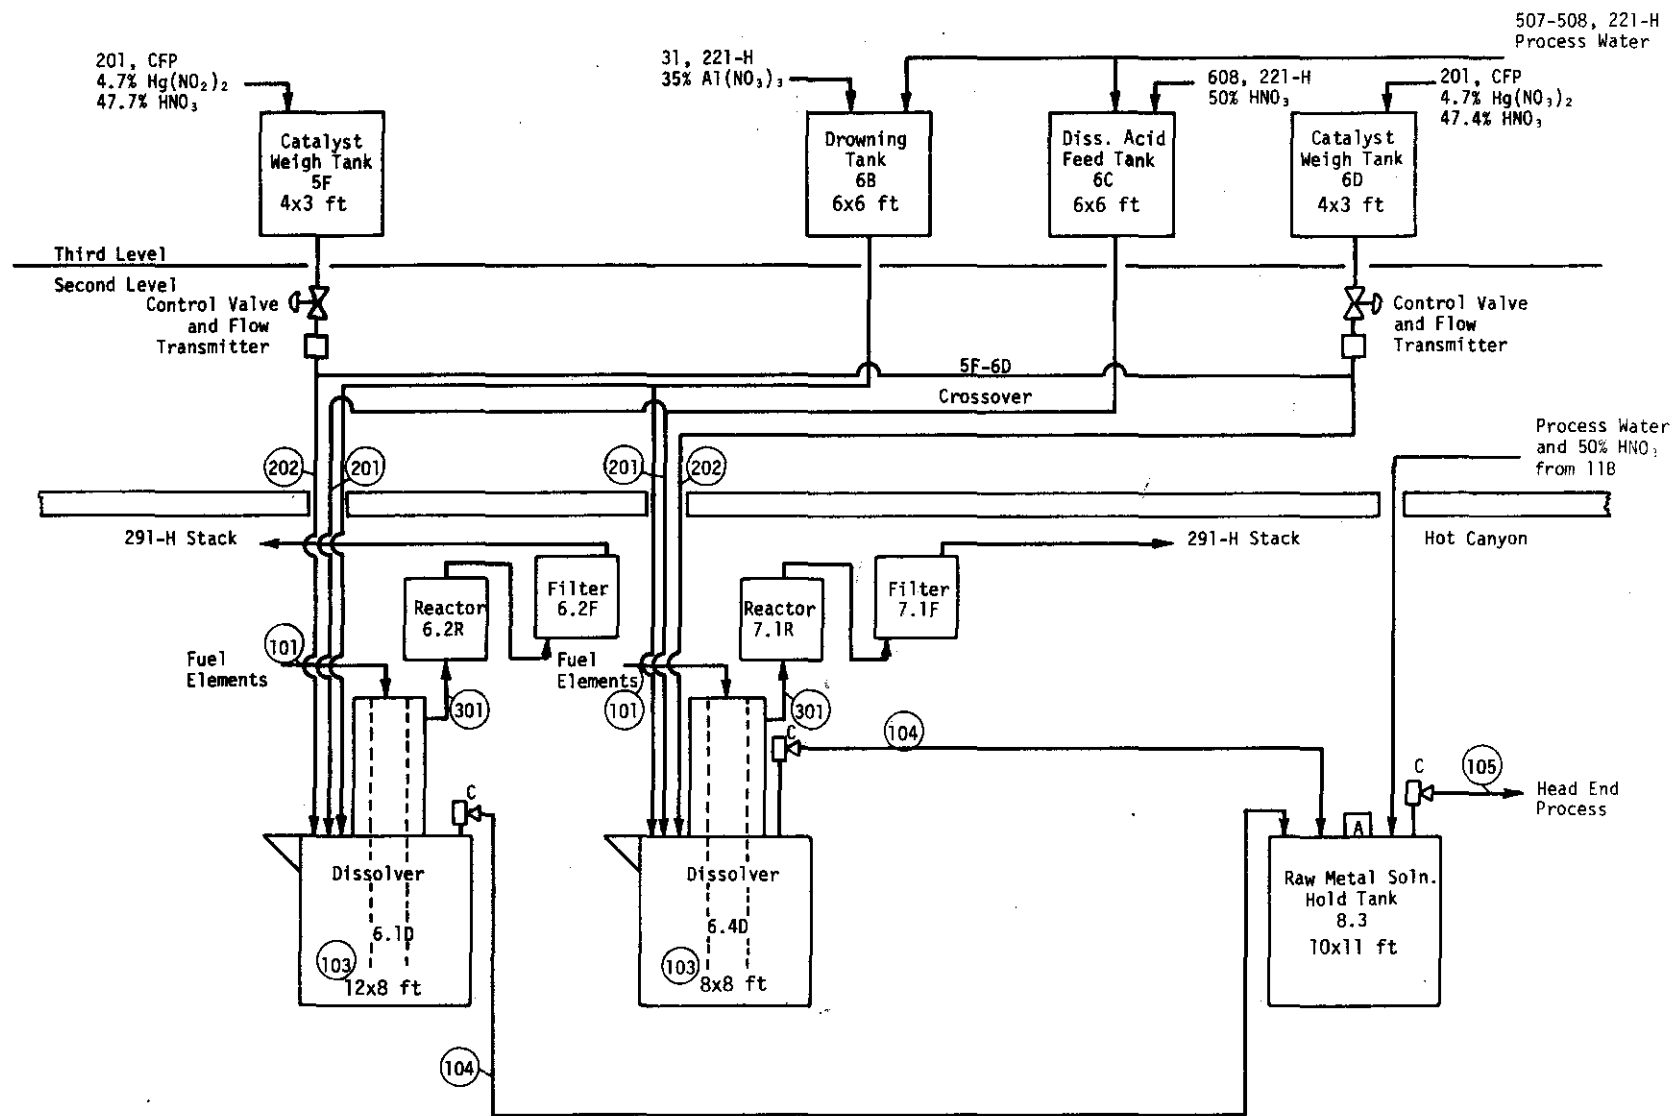 507-508, 221-H
Process Water
201, CFP
4.7% Hg(NO₂)₂
47.7% HNO₃
31, 221-H
35% Al(NO₃)₃
608, 221-H
50% HNO₃
201, CFP
4.7% Hg(NO₃)₂
47.4% HNO₃
Catalyst
Weigh Tank
5F
4x3 ft
Drowning
Tank
6B
6x6 ft
Diss. Acid
Feed Tank
6C
6x6 ft
Catalyst
Weigh Tank
6D
4x3 ft
Third Level
Second Level
Control Valve
and Flow
Transmitter
Control Valve
and Flow
Transmitter
5F-6D
Crossover
Process Water
and 50% HNO₃
from 11B
202
201
201
202
291-H Stack
291-H Stack
Hot Canyon
Reactor
6.2R
Filter
6.2F
Reactor
7.1R
Filter
7.1F
101
Fuel
Elements
301
Fuel
Elements
101
301
C
104
C
105
Head End
Process
C
A
Dissolver
6.1D
103
12x8 ft
Dissolver
6.4D
103
8x8 ft
Raw Metal Soln.
Hold Tank
8.3
10x11 ft
104